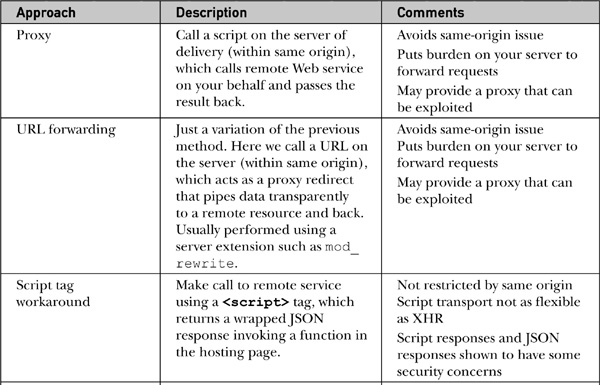 Approach Description Comments
Proxy
Call a script on the server of
delivery (within same origin),
which calls remote Web service
on your behalf and passes the
result back.
Avoids same-origin issue
Puts burden on your server to
forward requests
May provide a proxy that can
be exploited
URL forwarding
Just a variation of the previous
method. Here we call a URL on
the server (within same origin),
which acts as a proxy redirect
that pipes data transparently
to a remote resource and back.
Usually performed using a
server extension such as mod_
rewrite.
Avoids same-origin issue
Puts burden on your server to
forward requests
May provide a proxy that can
be exploited
Script tag
workaround
Make call to remote service
using a <script> tag, which
returns a wrapped JSON
response invoking a function in
the hosting page.
Not restricted by same origin
Script transport not as flexible
as XHR
Script responses and JSON
responses shown to have some
security concerns